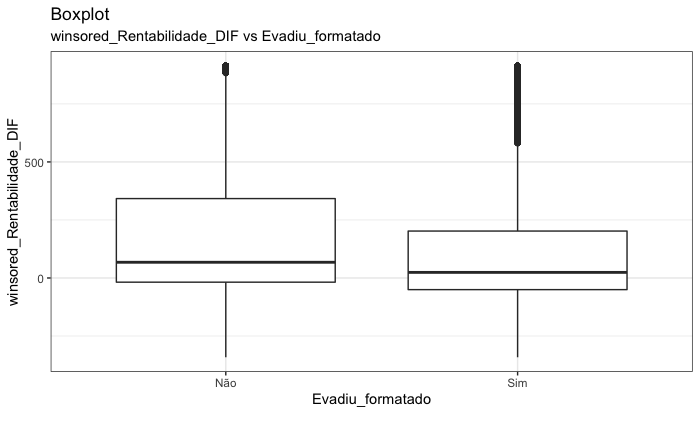 Boxplot
winsored_Rentabilidade_DIF vs Evadiu_formatado
winsored_Rentabilidade_DIF
500
0
Não
Sim
Evadiu_formatado